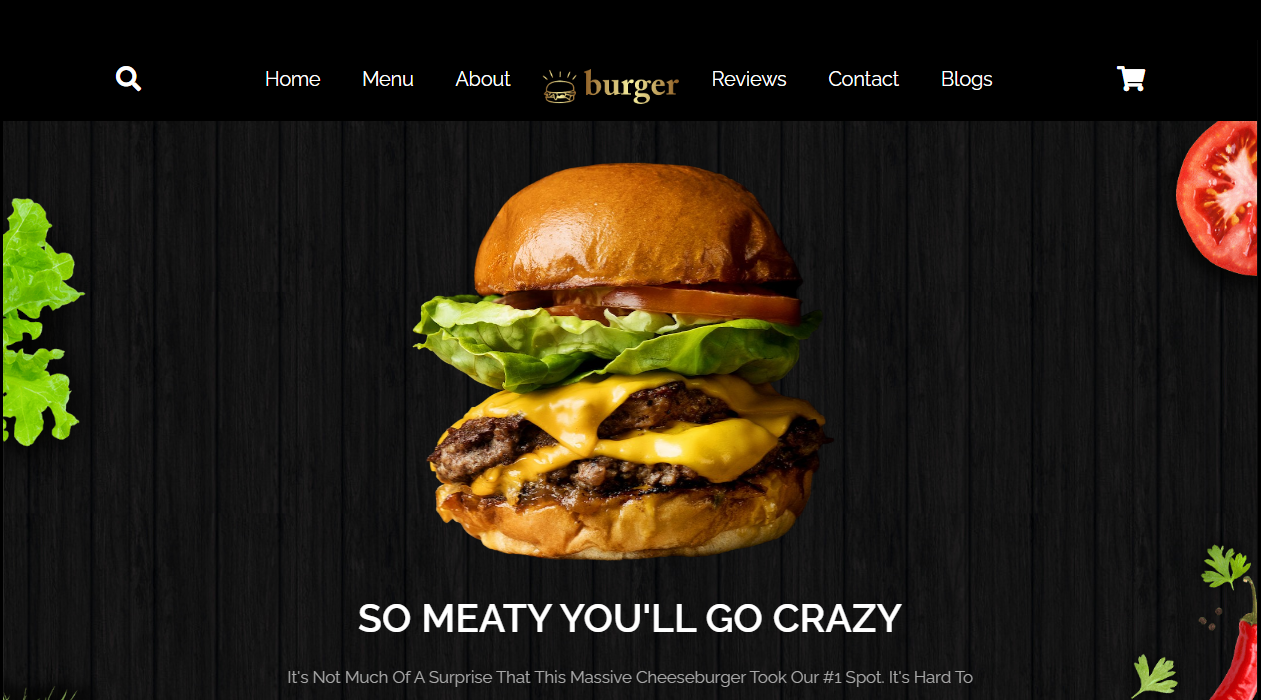 Home Menu About burger Reviews Contact Blogs
SO MEATY YOU'LL GO CRAZY
It's Not Much Of A Surprise That This Massive Cheeseburger Took Our #1 Spot. It's Hard To